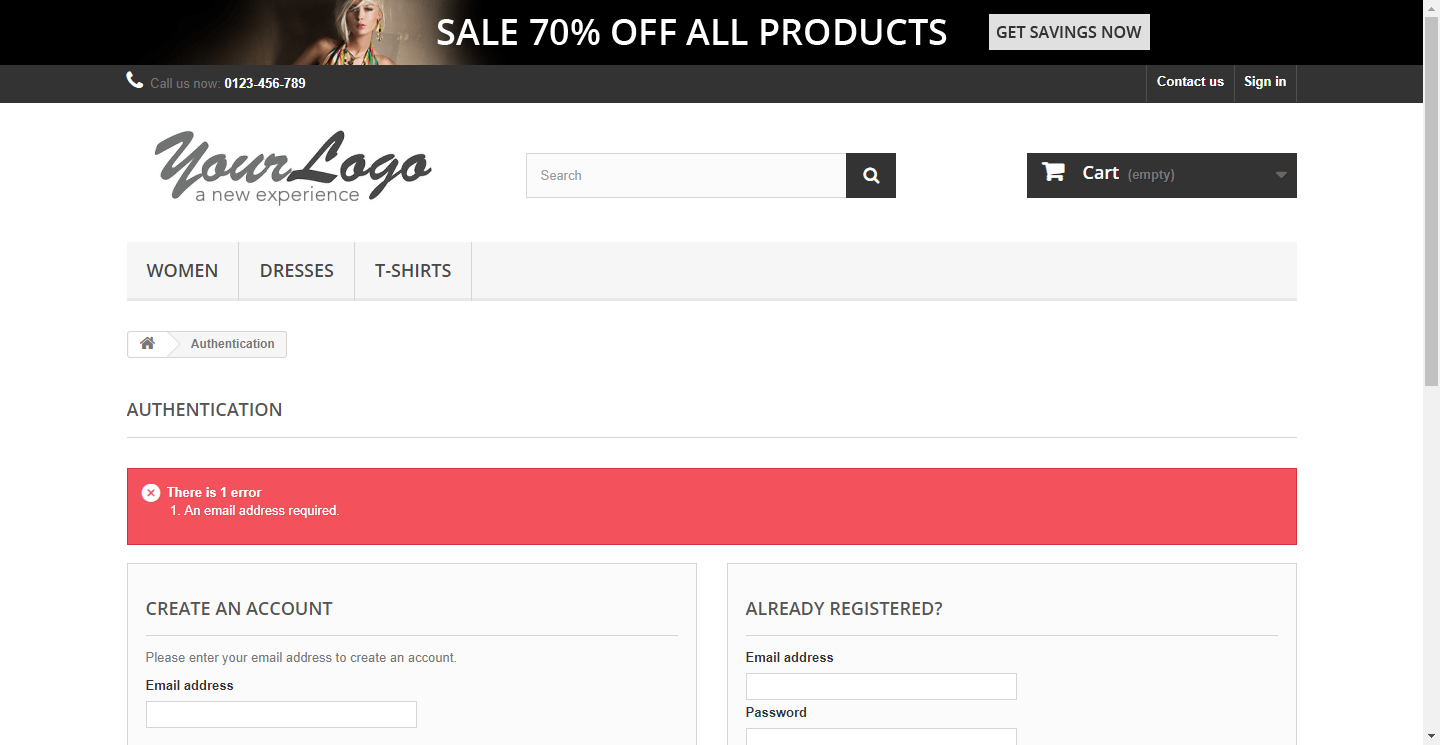 SALE 70% OFF ALL PRODUCTS GET SAVINGS NOW
Call us now: 0123-456-789 Contact us Sign in
Your Logo
a new experience
Search
Cart (empty)
WOMEN DRESSES T-SHIRTS
Authentication
AUTHENTICATION
There is 1 error
1. An email address required.
CREATE AN ACCOUNT
Please enter your email address to create an account.
Email address
ALREADY REGISTERED?
Email address
Password